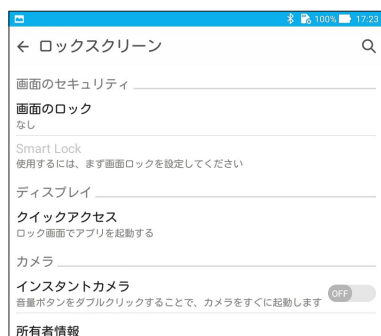 100% 17:23
ロックスクリーン
画面のセキュリティ
画面のロック
なし
Smart Lock
使用するには、まず画面ロックを設定してください
ディスプレイ
クイックアクセス
ロック画面でアプリを起動する
カメラ
インスタントカメラ
音量ボタンをダブルクリックすることで、カメラをすぐに起動します
OFF
所有者情報